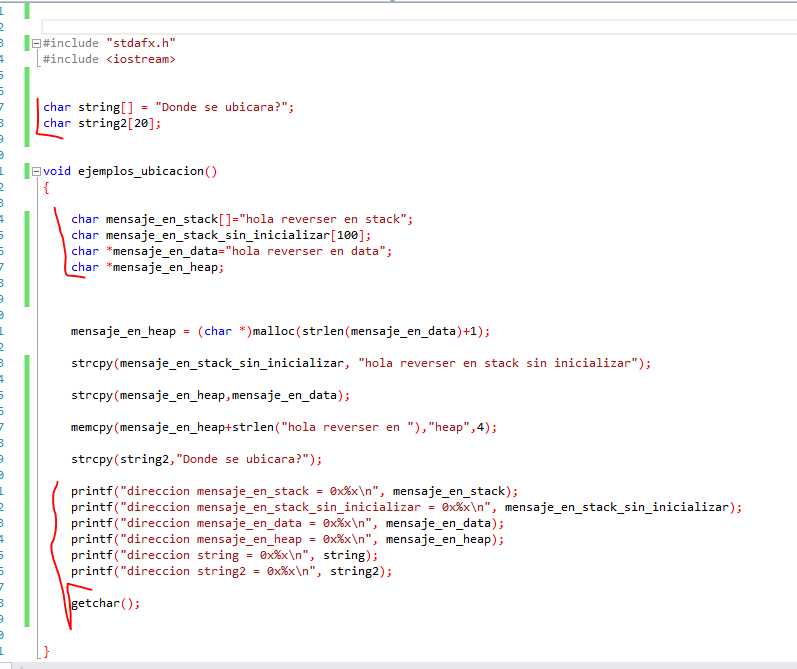 #include "stdafx.h"
#include <iostream>
char string[] = "Donde se ubicara?";
char string2[20];
void ejemplos_ubicacion()
{
char mensaje_en_stack[]="hola reverser en stack";
char mensaje_en_stack_sin_inicializar[100];
char *mensaje_en_data="hola reverser en data";
char *mensaje_en_heap;
mensaje_en_heap = (char *)malloc(strlen(mensaje_en_data)+1);
strcpy(mensaje_en_stack_sin_inicializar, "hola reverser en stack sin inicializar");
strcpy(mensaje_en_heap,mensaje_en_data);
memcpy(mensaje_en_heap+strlen("hola reverser en "),"heap",4);
strcpy(string2,"Donde se ubicara?");
printf("direccion mensaje_en_stack = 0x%x\n", mensaje_en_stack);
printf("direccion mensaje_en_stack_sin_inicializar = 0x%x\n", mensaje_en_stack_sin_inicializar);
printf("direccion mensaje_en_data = 0x%x\n", mensaje_en_data);
printf("direccion mensaje_en_heap = 0x%x\n", mensaje_en_heap);
printf("direccion string = 0x%x\n", string);
printf("direccion string2 = 0x%x\n", string2);
getchar();
}